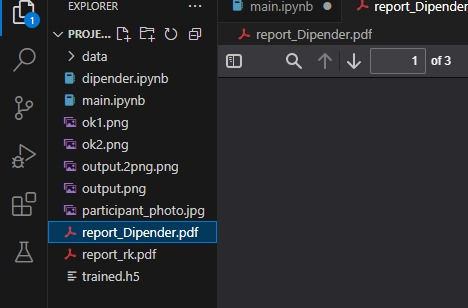 1
EXPLORER
PROJE...
data
dipender.ipynb
main.ipynb
ok1.png
ok2.png
output.2png.png
output.png
participant_photo.jpg
report_Dipender.pdf
report_rk.pdf
trained.h5
main.ipynb
report_Dipender
report_Dipender.pdf
1 of 3